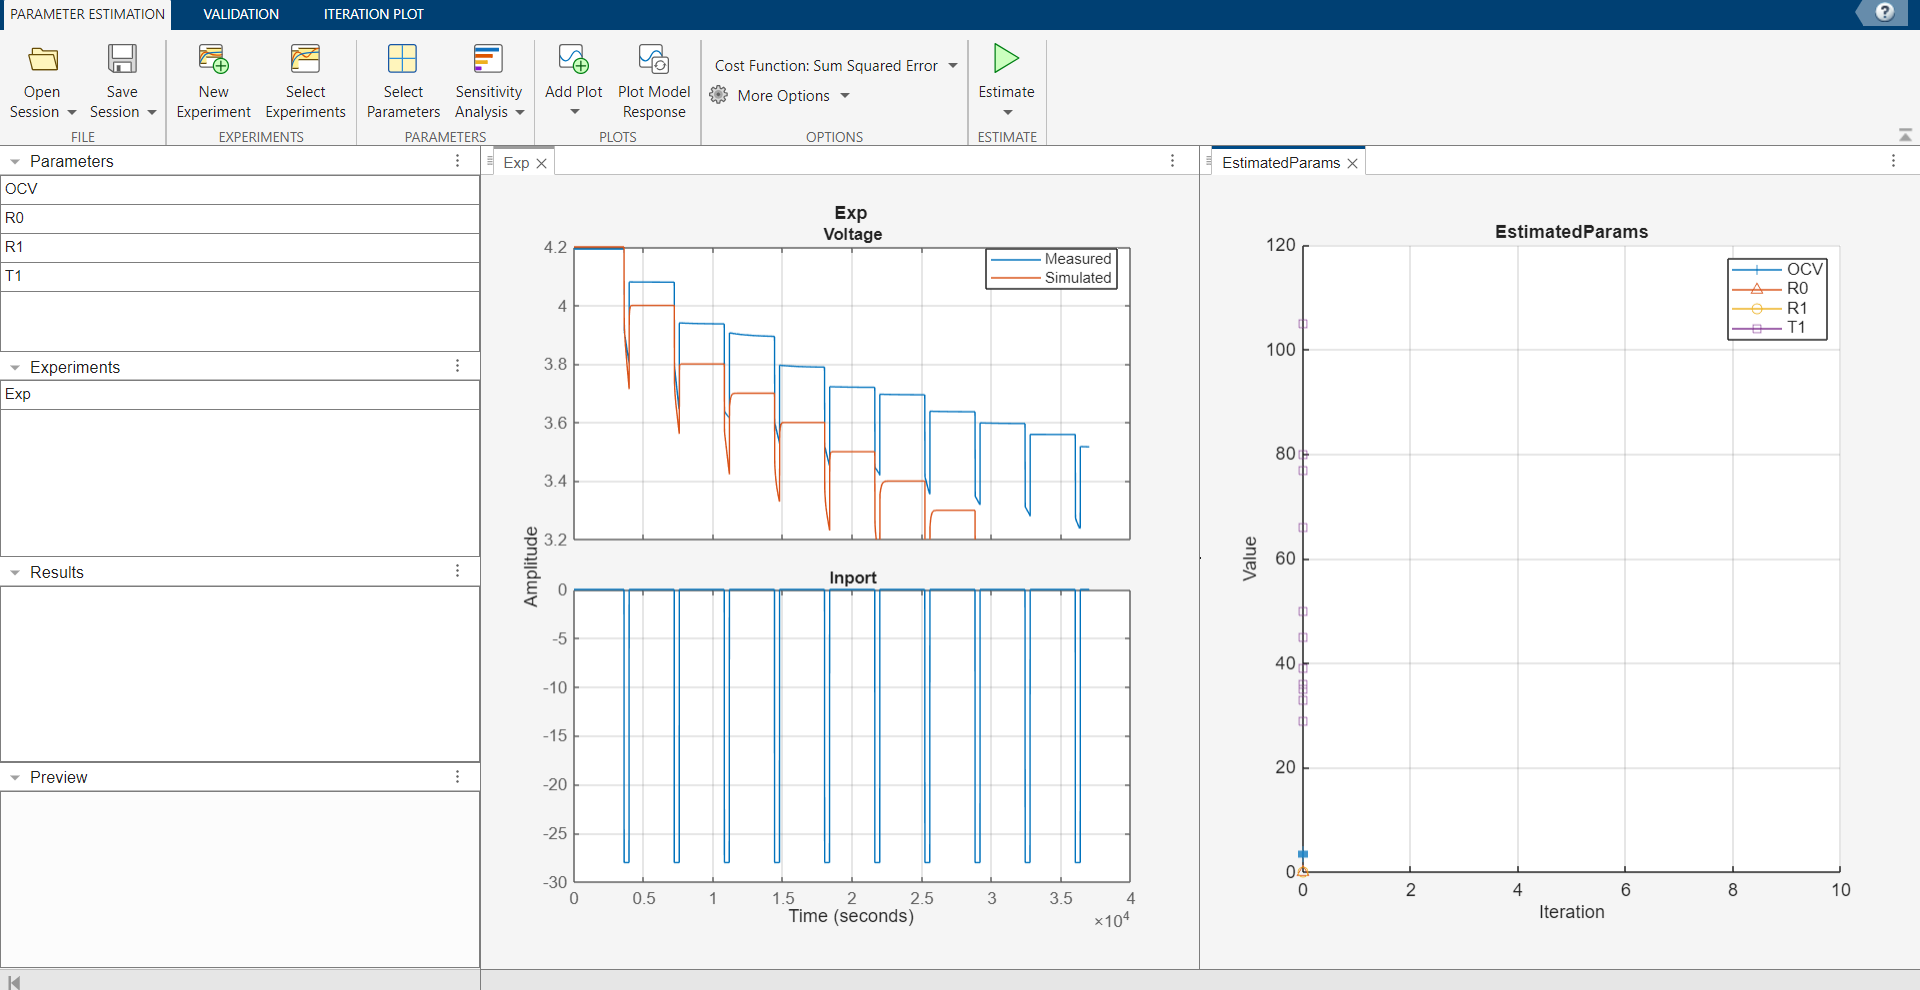 PARAMETER ESTIMATION VALIDATION ITERATION PLOT
?
Open Session
Save Session
FILE
New Experiment
Select Experiments
EXPERIMENTS
Select Parameters
Sensitivity Analysis
PARAMETERS
Add Plot
Plot Model Response
PLOTS
Cost Function: Sum Squared Error
More Options
OPTIONS
Estimate
ESTIMATE
Parameters
OCV
R0
R1
T1
Experiments
Exp
Results
Preview
Exp
Exp
Voltage
Measured
Simulated
4.2
4
3.8
3.6
3.4
3.2
Amplitude
Inport
0
-5
-10
-15
-20
-25
-30
0 0.5 1 1.5 2 2.5 3 3.5 4
Time (seconds)
×10⁴
EstimatedParams
EstimatedParams
OCV
R0
R1
T1
120
100
80
60
40
20
0
Value
0 2 4 6 8 10
Iteration